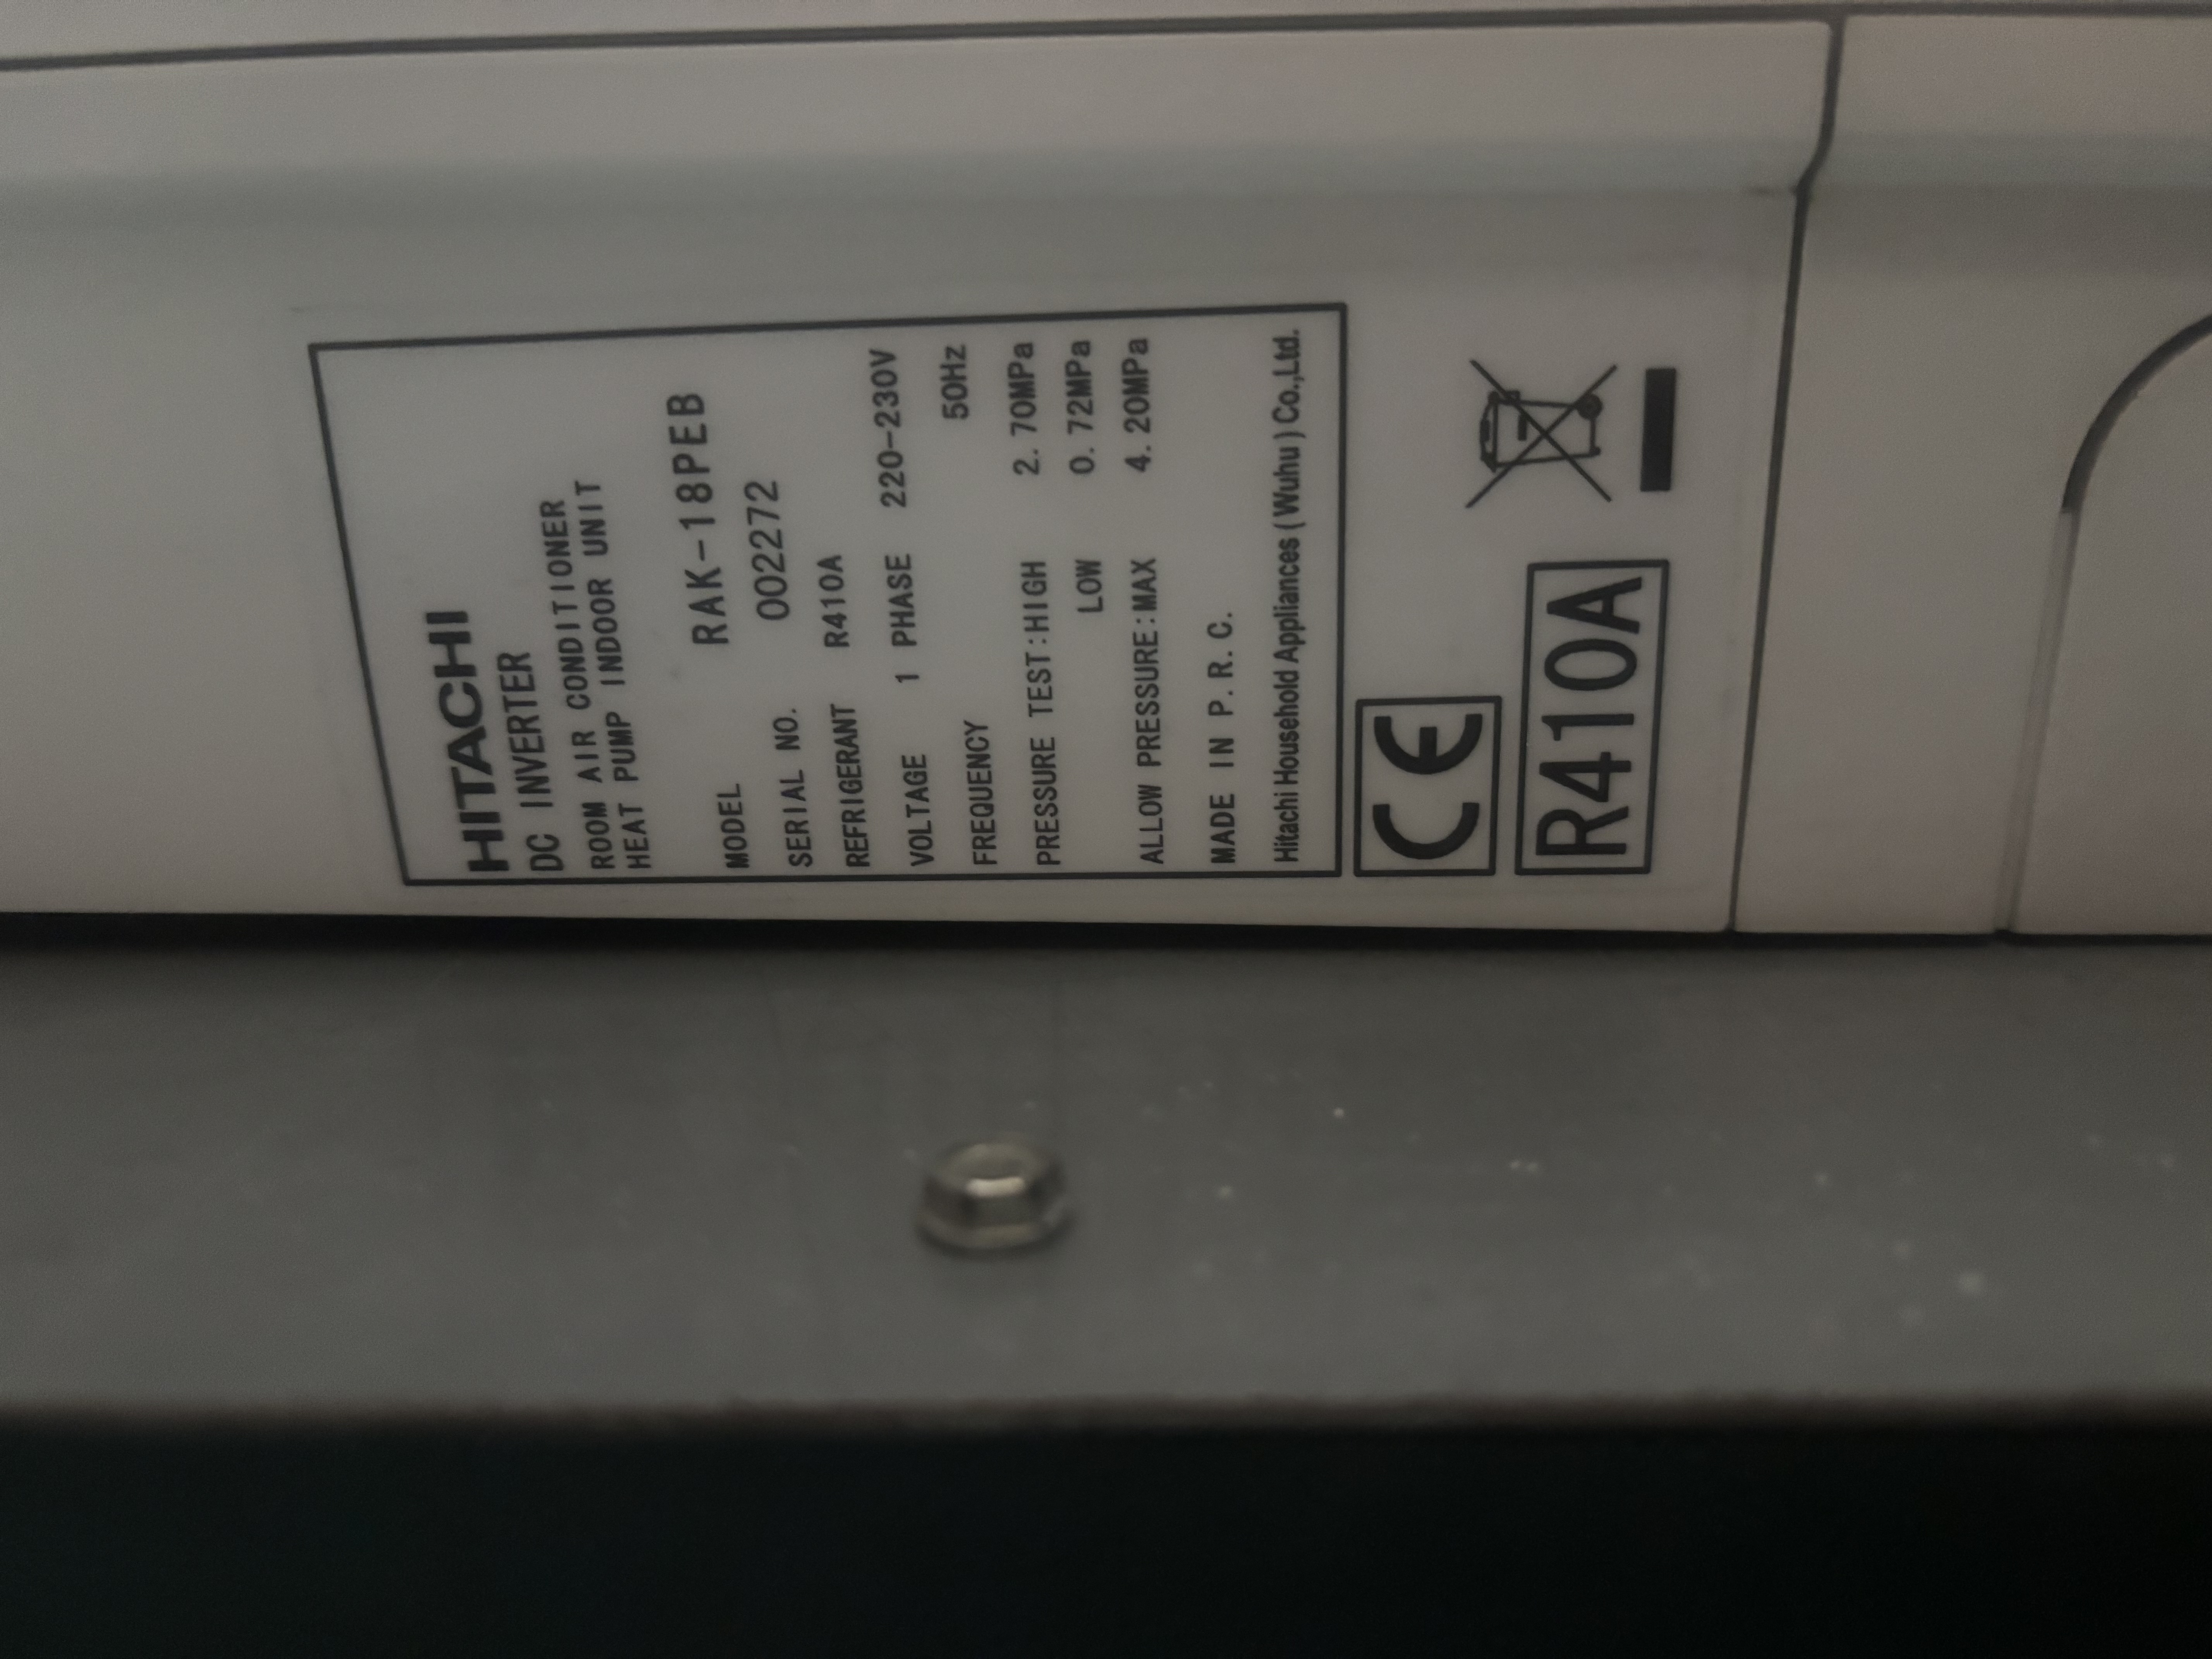 HITACHI
DC INVERTER
ROOM AIR CONDITIONER
HEAT PUMP INDOOR UNIT
MODEL RAK-18PEB
SERIAL NO. 002272
REFRIGERANT R410A
VOLTAGE 1 PHASE 220-230V
FREQUENCY 50Hz
PRESSURE TEST:HIGH 2.70MPa
LOW 0.72MPa
ALLOW PRESSURE:MAX 4.20MPa
MADE IN P.R.C.
Hitachi Household Appliances (Wuhu) Co.,Ltd.
CE
R410A